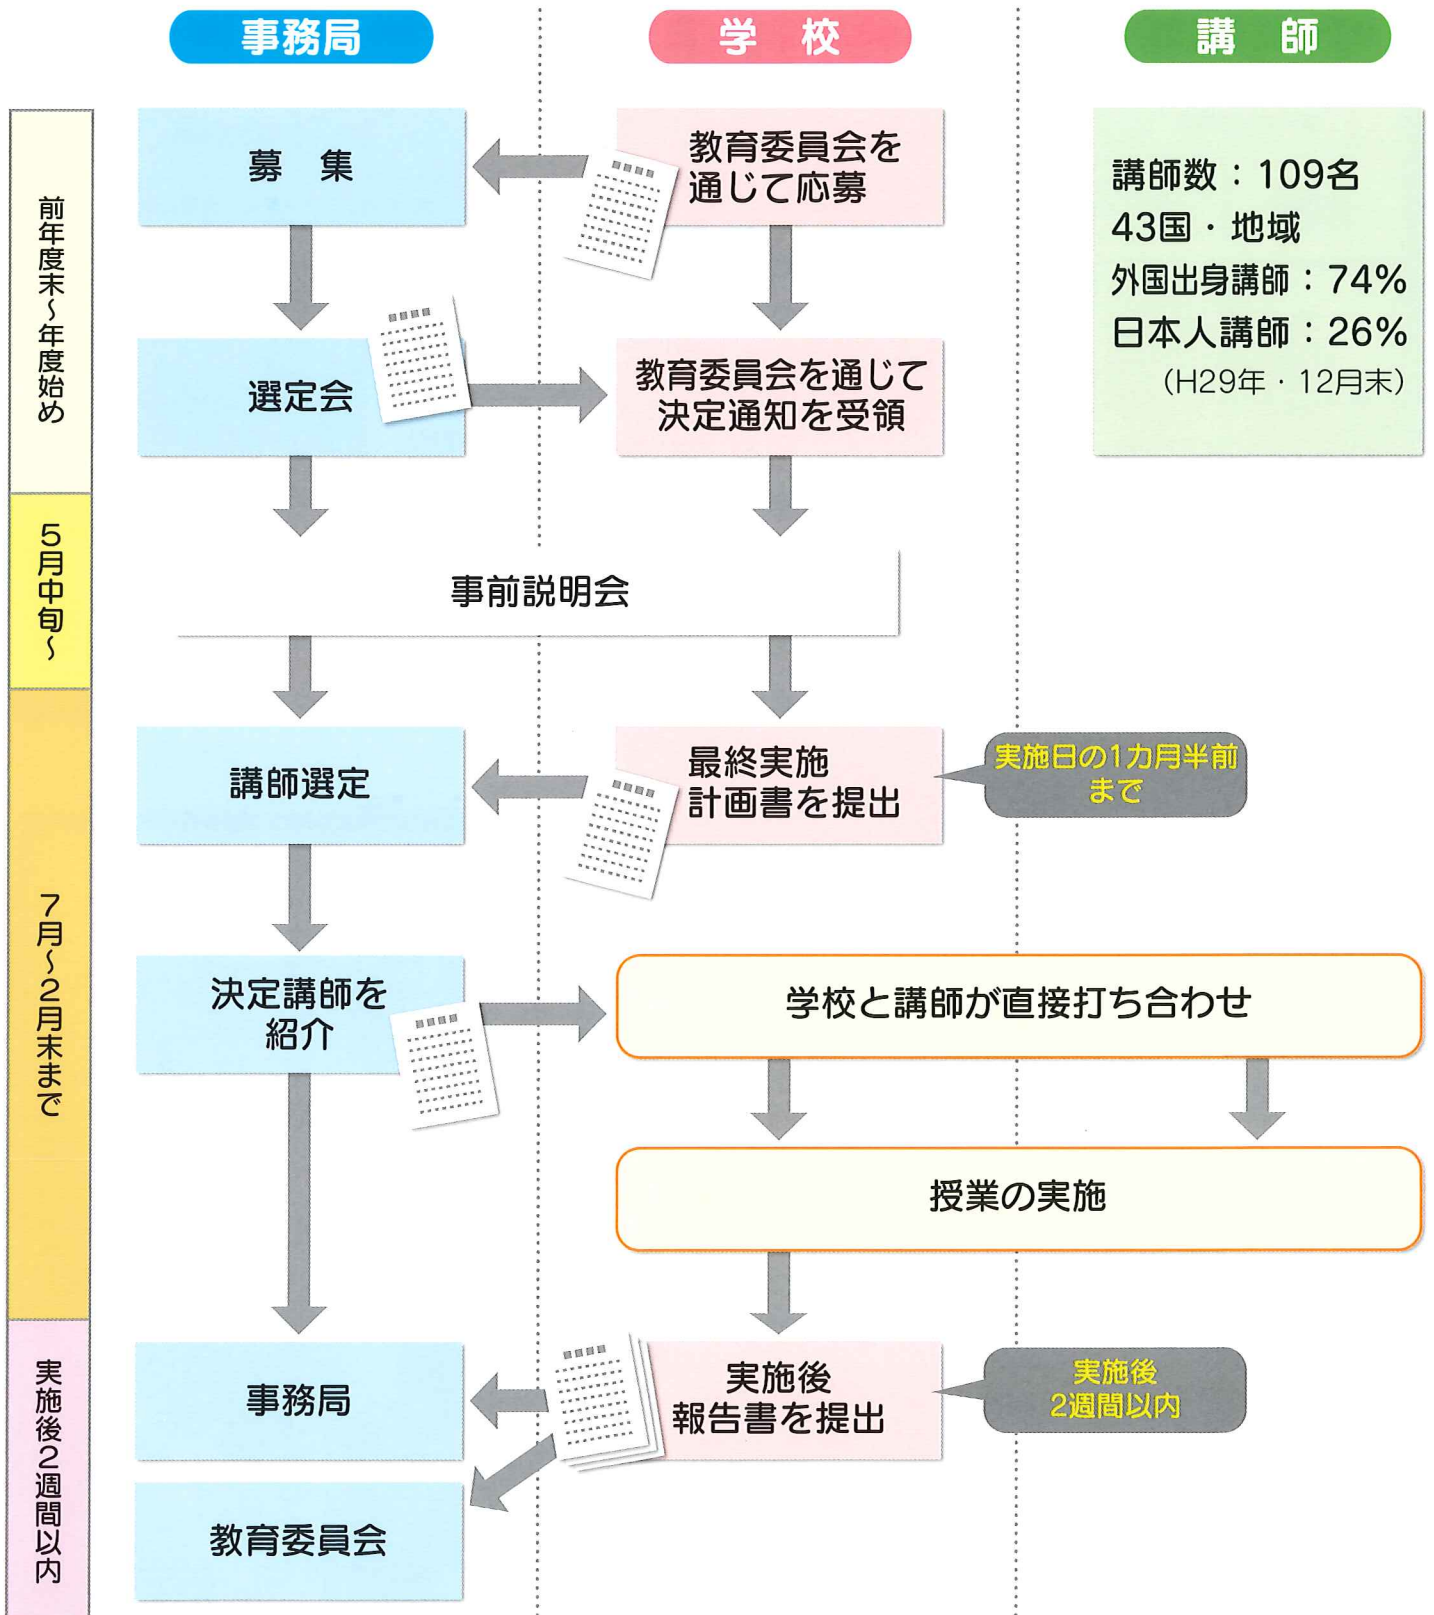 事務局
学 校
講 師
前年度末～年度始め
募 集
教育委員会を
通じて応募
講師数：109名
43国・地域
外国出身講師：74%
日本人講師：26%
（H29年・12月末）
選定会
教育委員会を通じて
決定通知を受領
5月中旬～
事前説明会
7月～2月末まで
講師選定
最終実施
計画書を提出
実施日の1カ月半前
まで
決定講師を
紹介
学校と講師が直接打ち合わせ
授業の実施
実施後2週間以内
事務局
実施後
報告書を提出
実施後
2週間以内
教育委員会